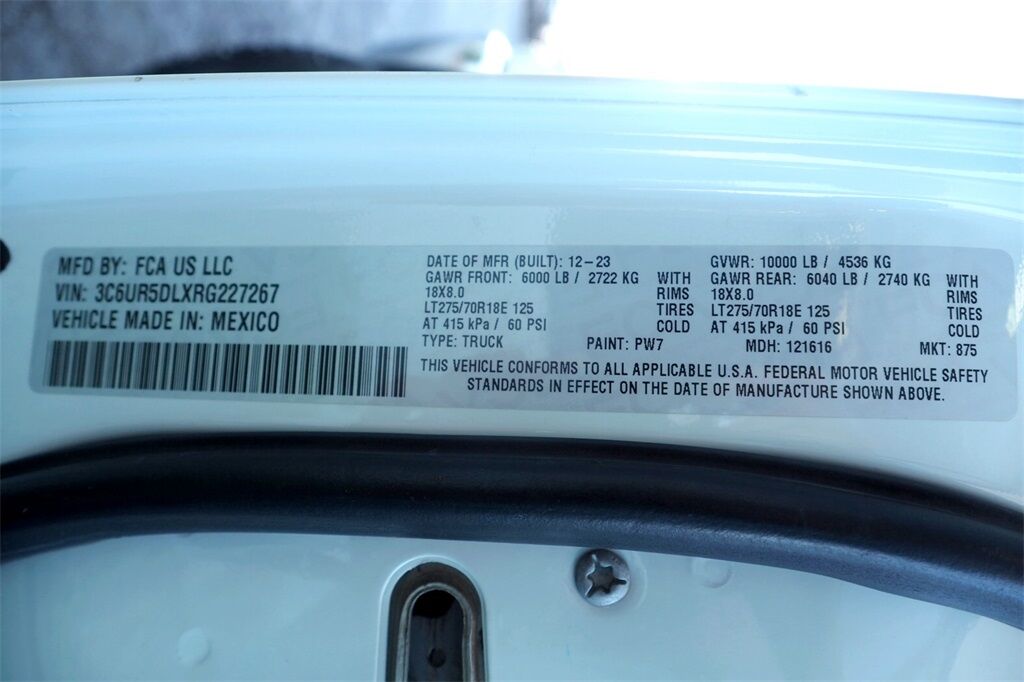 MFD BY: FCA US LLC
VIN: 3C6UR5DLXRG227267
VEHICLE MADE IN: MEXICO
DATE OF MFR (BUILT): 12-23
GAWR FRONT: 6000 LB / 2722 KG WITH
18X8.0 RIMS
LT275/70R18E 125 TIRES
AT 415 kPa / 60 PSI COLD
GVWR: 10000 LB / 4536 KG
GAWR REAR: 6040 LB / 2740 KG WITH
18X8.0 RIMS
LT275/70R18E 125 TIRES
AT 415 kPa / 60 PSI COLD
TYPE: TRUCK PAINT: PW7 MDH: 121616 MKT: 875
THIS VEHICLE CONFORMS TO ALL APPLICABLE U.S.A. FEDERAL MOTOR VEHICLE SAFETY
STANDARDS IN EFFECT ON THE DATE OF MANUFACTURE SHOWN ABOVE.